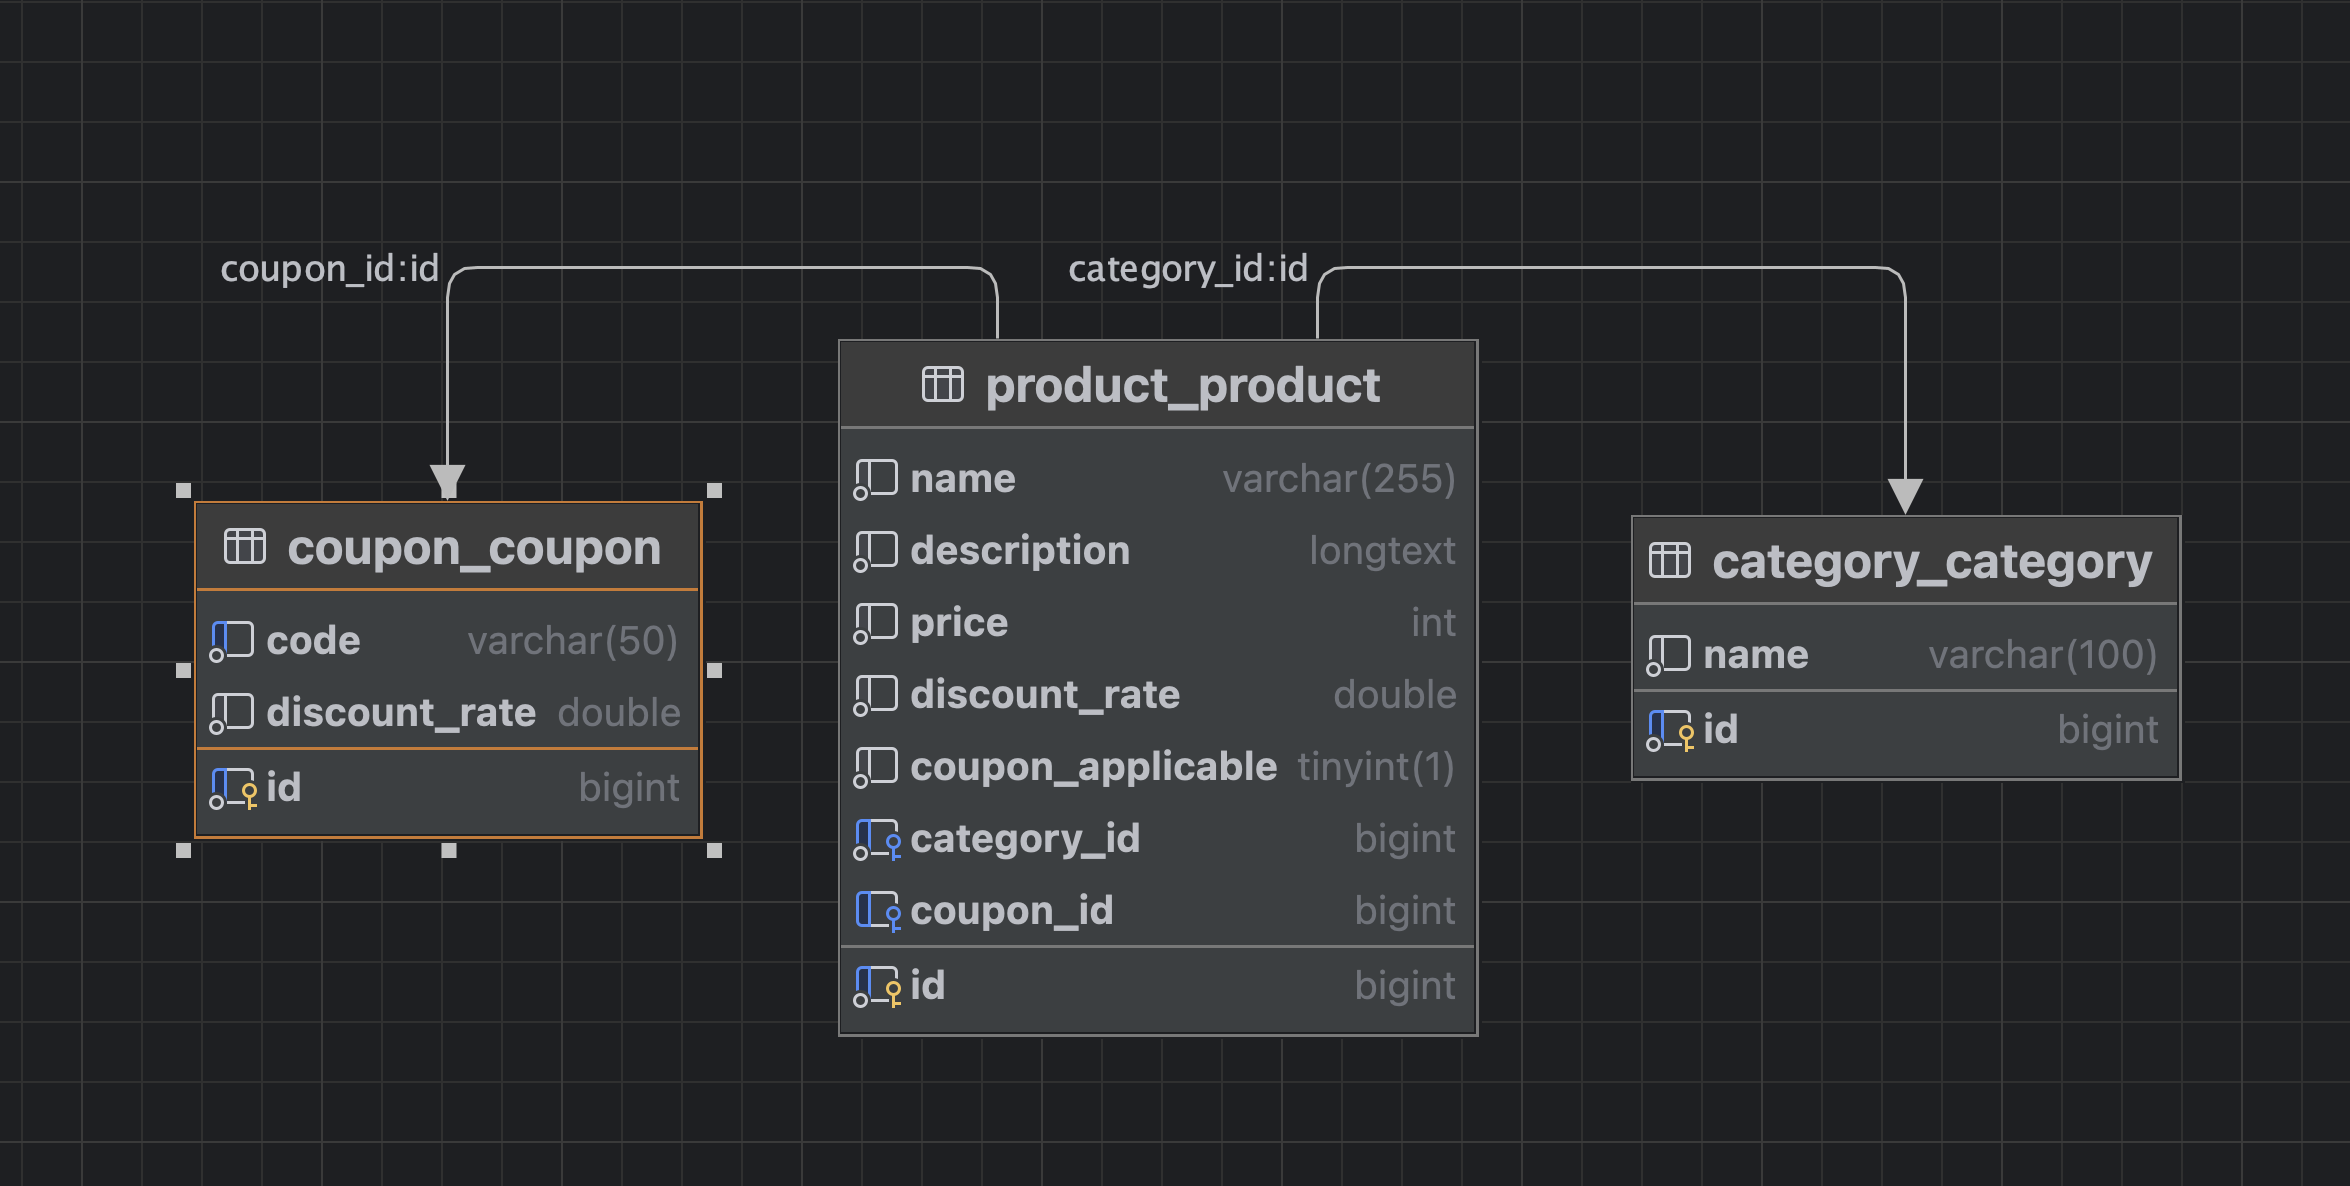 coupon_id:id
category_id:id
product_product
name varchar(255)
description longtext
price int
discount_rate double
coupon_applicable tinyint(1)
category_id bigint
coupon_id bigint
id bigint
coupon_coupon
code varchar(50)
discount_rate double
id bigint
category_category
name varchar(100)
id bigint